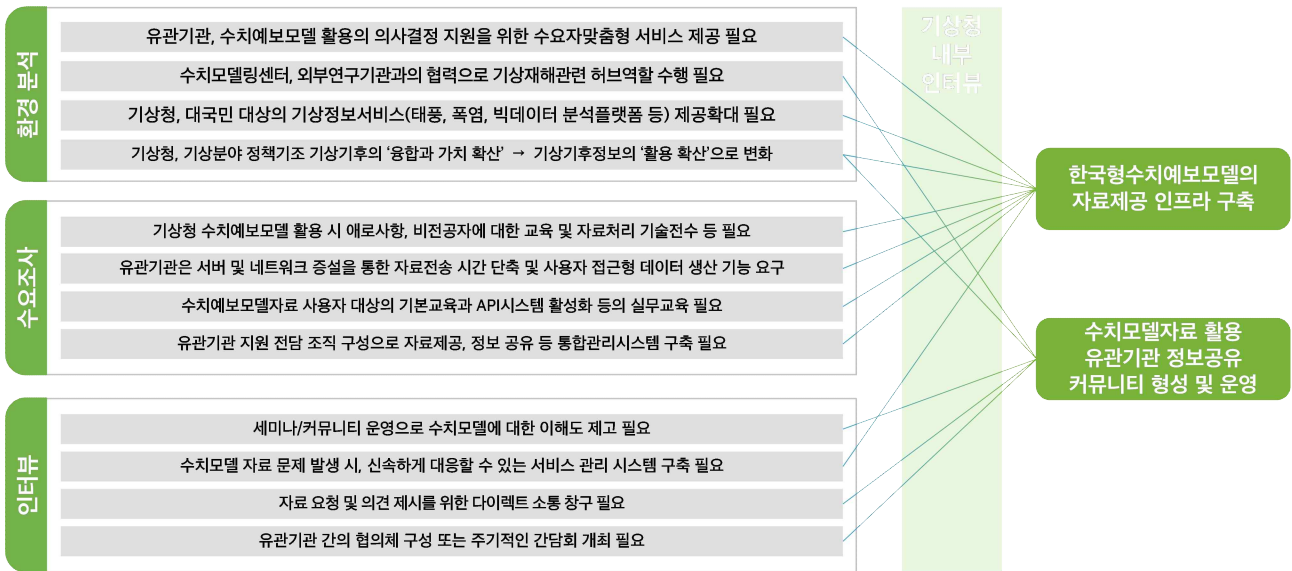 환경 분석
유관기관, 수치예보모델 활용의 의사결정 지원을 위한 수요자맞춤형 서비스 제공 필요
수치모델링센터, 외부연구기관과의 협력으로 기상재해관련 허브역할 수행 필요
기상청, 대국민 대상의 기상정보서비스(태풍, 폭염, 빅데이터 분석플랫폼 등) 제공확대 필요
기상청, 기상분야 정책기조 기상기후의 ‘융합과 가치 확산’ → 기상기후정보의 ‘활용 확산’으로 변화
수요조사
기상청 수치예보모델 활용 시 애로사항, 비전공자에 대한 교육 및 자료처리 기술전수 등 필요
유관기관은 서버 및 네트워크 증설을 통한 자료전송 시간 단축 및 사용자 접근형 데이터 생산 기능 요구
수치예보모델자료 사용자 대상의 기본교육과 API시스템 활성화 등의 실무교육 필요
유관기관 지원 전담 조직 구성으로 자료제공, 정보 공유 등 통합관리시스템 구축 필요
인터뷰
세미나/커뮤니티 운영으로 수치모델에 대한 이해도 제고 필요
수치모델 자료 문제 발생 시, 신속하게 대응할 수 있는 서비스 관리 시스템 구축 필요
자료 요청 및 의견 제시를 위한 다이렉트 소통 창구 필요
유관기관 간의 협의체 구성 또는 주기적인 간담회 개최 필요
기상청
내부
인터뷰
한국형수치예보모델의
자료제공 인프라 구축
수치모델자료 활용
유관기관 정보공유
커뮤니티 형성 및 운영